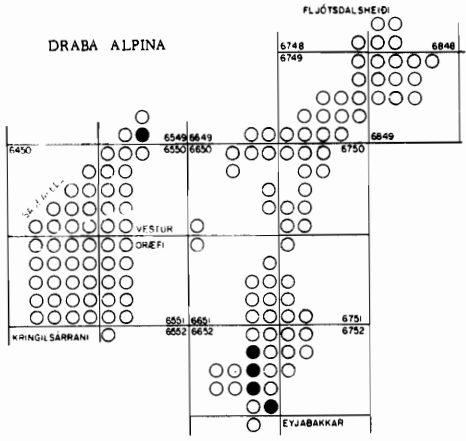 FLJÓTSDALSHEIÐI
DRABA ALPINA
6748 6848
6749
6549 6649 6849
6450 6550 6650 6750
VESTUR
ÖRÆFI
6551 6651 6751
KRINGILSÁRRANI 6552 6652 6752
EYJABAKKAR